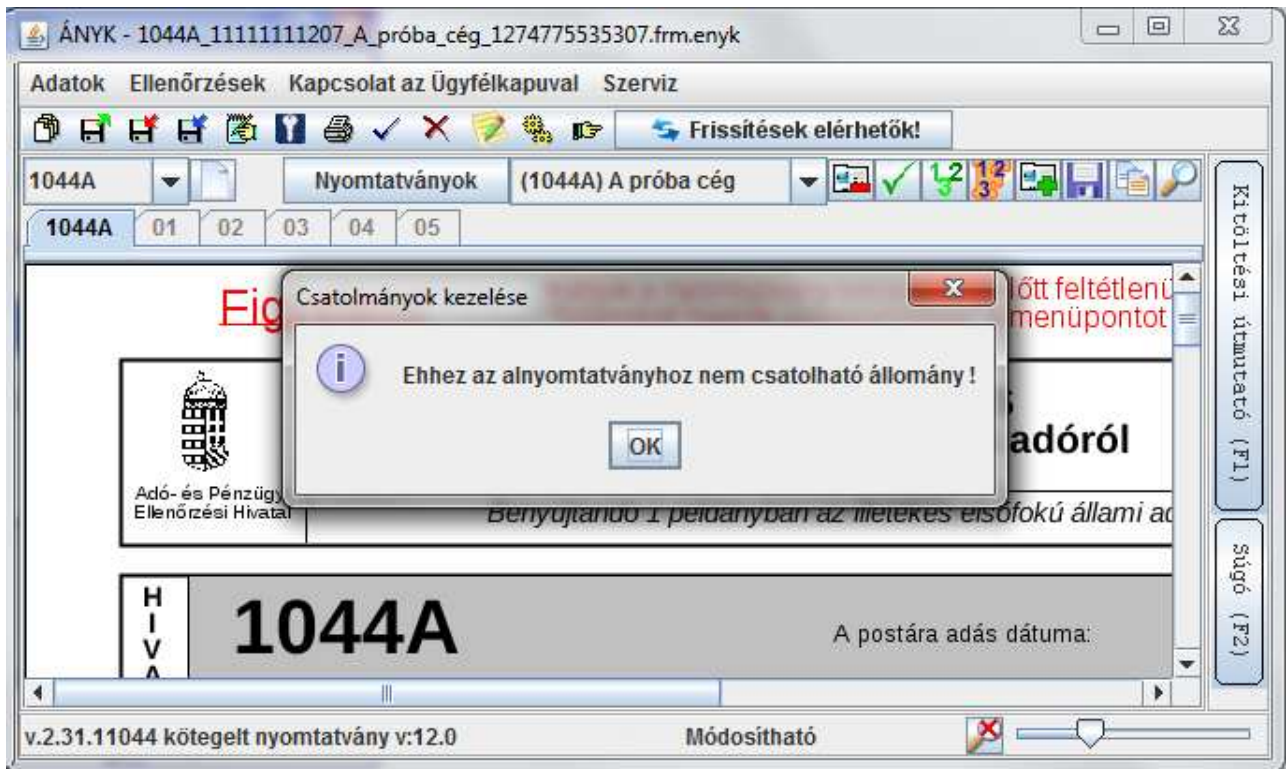 ÁNYK - 1044A_11111111207_A_próba_cég_1274775535307.frm.enyk
Adatok Ellenőrzések Kapcsolat az Ügyfélkapuval Szerviz
Frissítések elérhetők!
1044A Nyomtatványok (1044A) A próba cég
1044A 01 02 03 04 05
Kitöltési útmutató (F1)
Súgó (F2)
Fig
lőtt feltétlenü
menüpontot
Csatolmányok kezelése
Ehhez az alnyomtatványhoz nem csatolható állomány !
OK
adóról
Adó- és Pénzügy
Ellenőrzési Hivatal
Benyújtandó 1 példányban az illetékes elsőfokú állami ad
H
I
V
A
1044A
A postára adás dátuma:
v.2.31.11044 kötegelt nyomtatvány v:12.0 Módosítható